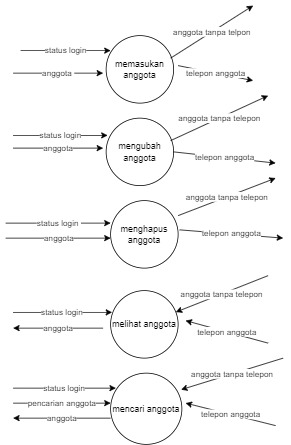 anggota tanpa telpon
status login
memasukan
anggota
anggota
telepon anggota
anggota tanpa telepon
status login
mengubah
anggota
anggota
telepon anggota
anggota tanpa telepon
status login
menghapus
anggota
anggota
telepon anggota
anggota tanpa telepon
status login
melihat anggota
anggota
telepon anggota
anggota tanpa telepon
status login
pencarian anggota
mencari anggota
anggota
telepon anggota